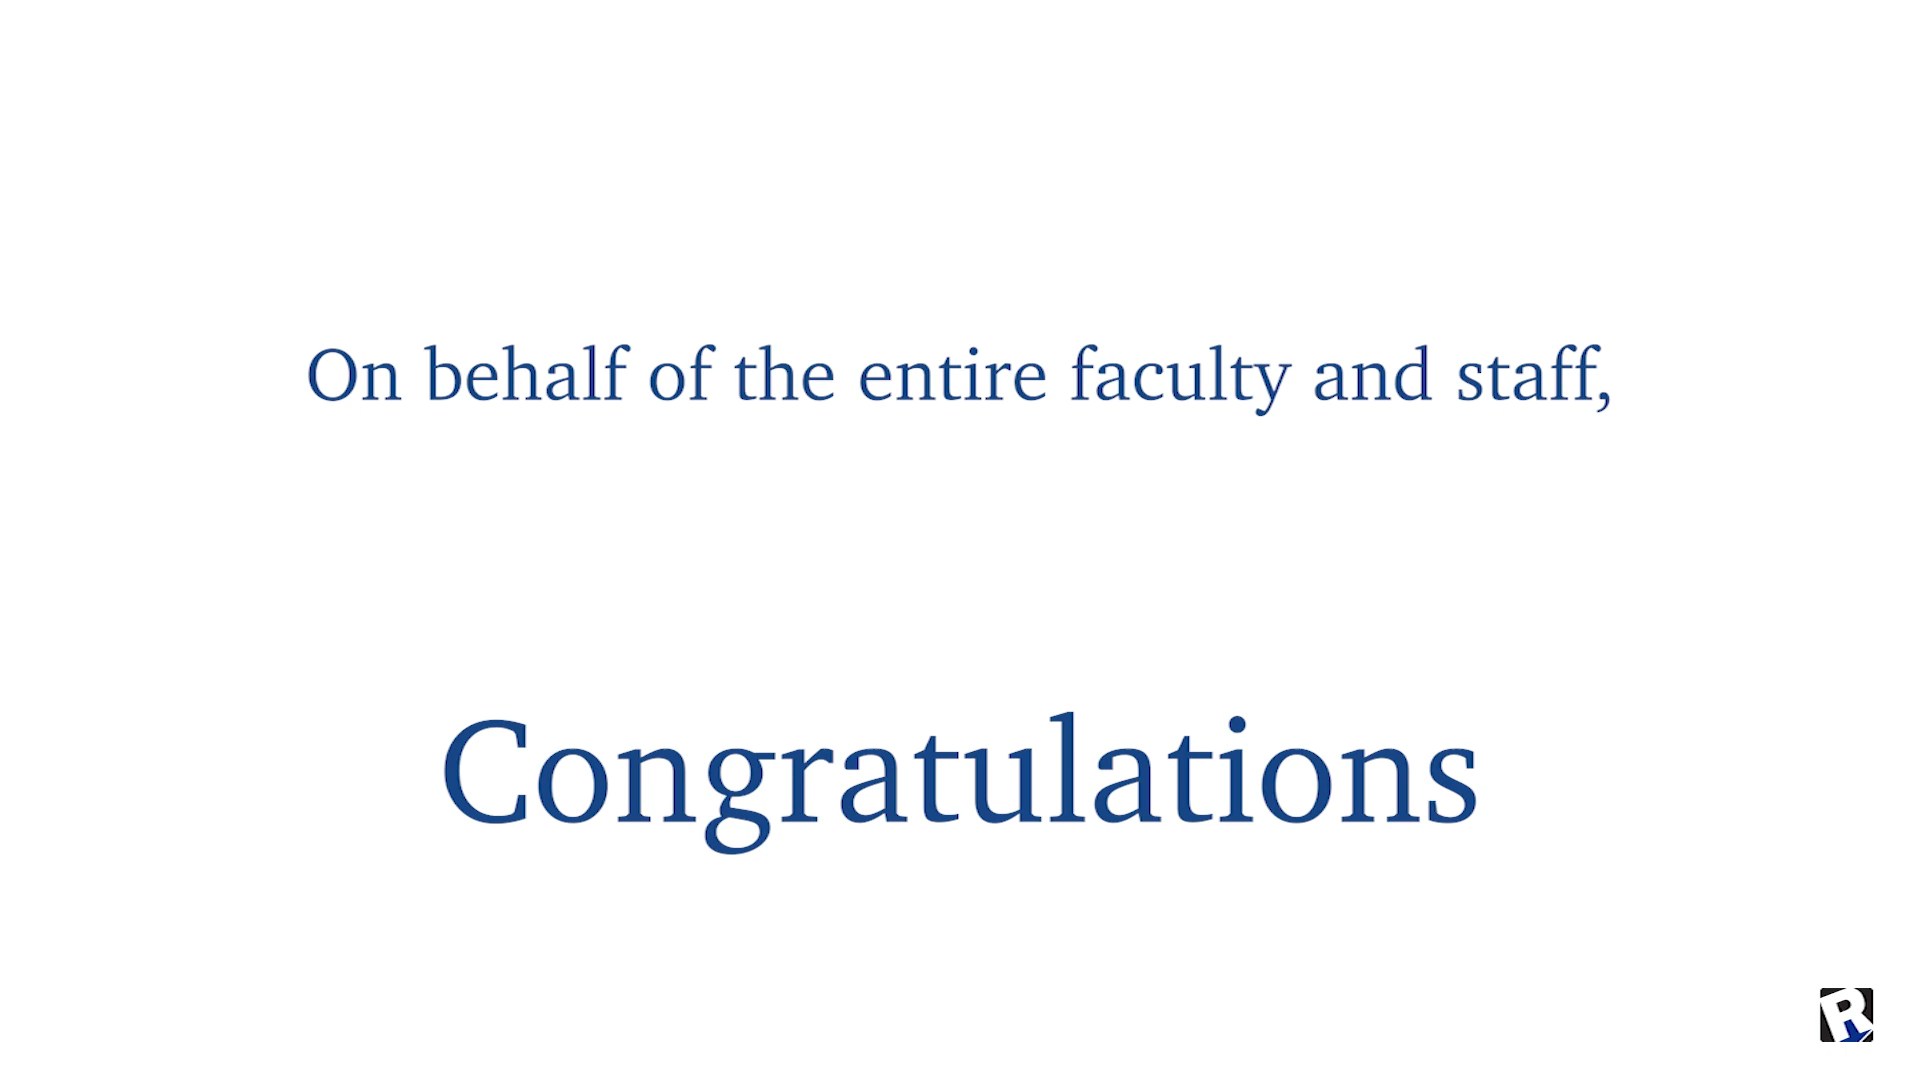 On behalf of the entire faculty and staff,
Congratulations
R